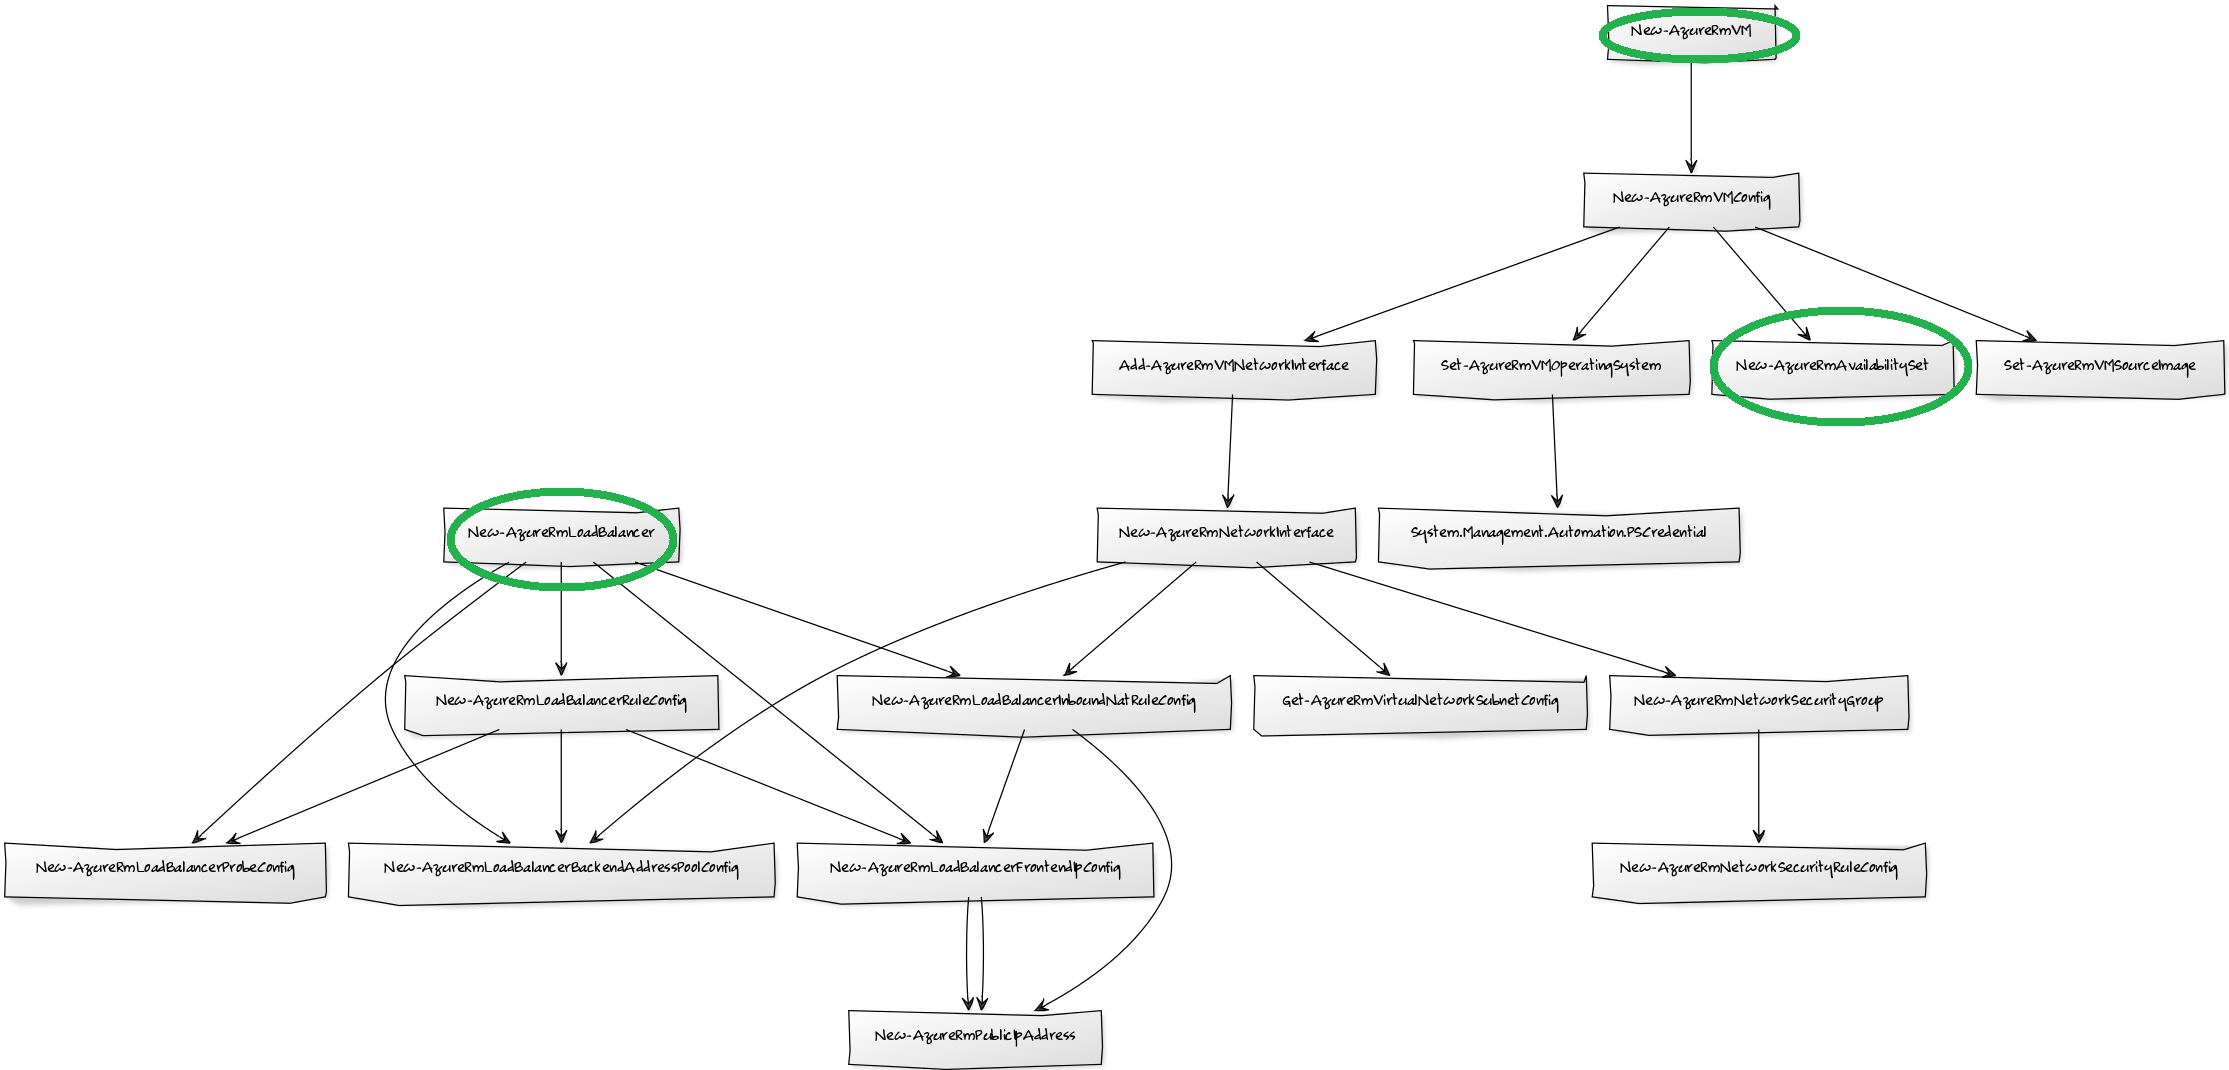 New-AzureRmVM
New-AzureRmVMConfig
Add-AzureRmVMNetworkInterface
Set-AzureRmVMOperatingSystem
New-AzureRmAvailabilitySet
Set-AzureRmVMSourceImage
New-AzureRmLoadBalancer
New-AzureRmNetworkInterface
System.Management.Automation.PSCredential
New-AzureRmLoadBalancerRuleConfig
New-AzureRmLoadBalancerInboundNatRuleConfig
Get-AzureRmVirtualNetworkSubnetConfig
New-AzureRmNetworkSecurityGroup
New-AzureRmLoadBalancerProbeConfig
New-AzureRmLoadBalancerBackendAddressPoolConfig
New-AzureRmLoadBalancerFrontendIpConfig
New-AzureRmNetworkSecurityRuleConfig
New-AzureRmPublicIpAddress